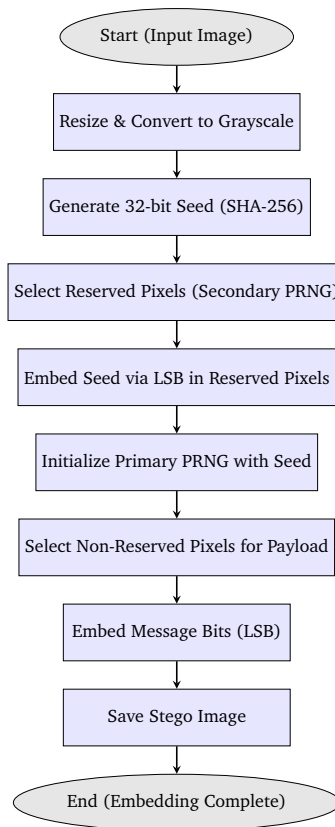 Start (Input Image)
Resize & Convert to Grayscale
Generate 32-bit Seed (SHA-256)
Select Reserved Pixels (Secondary PRNG)
Embed Seed via LSB in Reserved Pixels
Initialize Primary PRNG with Seed
Select Non-Reserved Pixels for Payload
Embed Message Bits (LSB)
Save Stego Image
End (Embedding Complete)